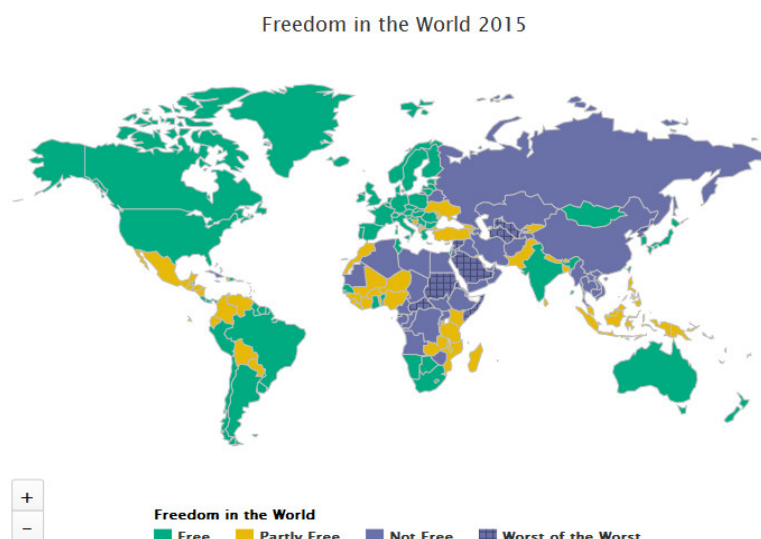 Freedom in the World 2015
+
−
Freedom in the World
Free Partly Free Not Free Worst of the Worst